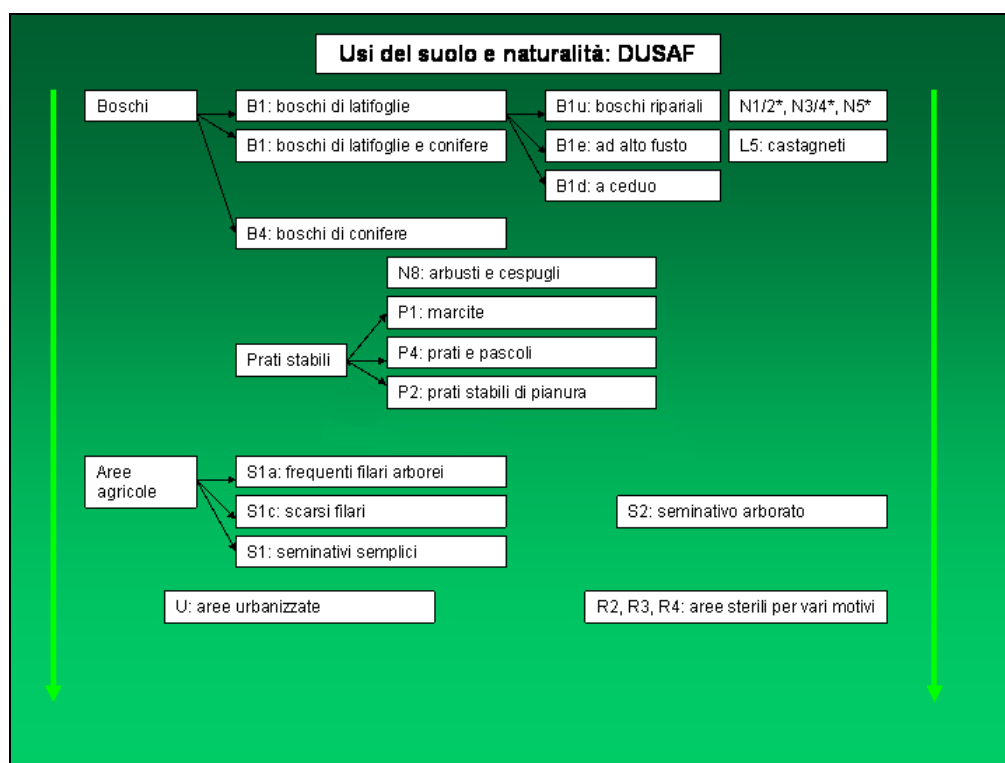 Usi del suolo e naturalità: DUSAF
Boschi
B1: boschi di latifoglie
B1u: boschi ripariali
N1/2*, N3/4*, N5*
B1: boschi di latifoglie e conifere
B1e: ad alto fusto
L5: castagneti
B1d: a ceduo
B4: boschi di conifere
N8: arbusti e cespugli
P1: marcite
Prati stabili
P4: prati e pascoli
P2: prati stabili di pianura
Aree
agricole
S1a: frequenti filari arborei
S1c: scarsi filari
S2: seminativo arborato
S1: seminativi semplici
U: aree urbanizzate
R2, R3, R4: aree sterili per vari motivi